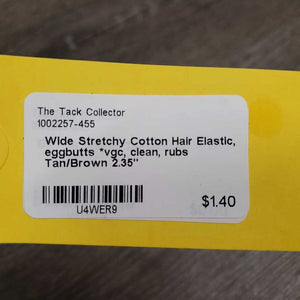 The Tack Collector
1002257-455
Wide Stretchy Cotton Hair Elastic,
eggbutts *vgc, clean, rubs
Tan/Brown 2.35"
U4WER9
$1.40